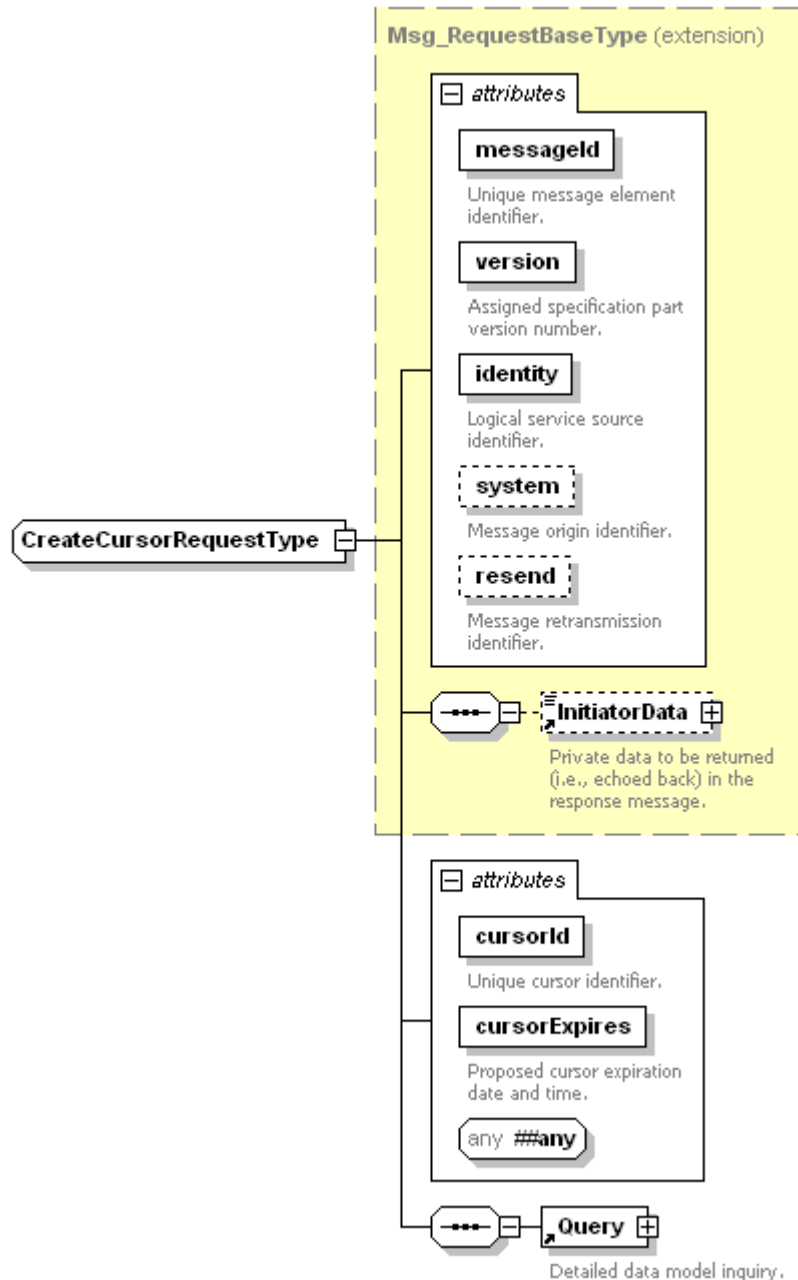 Msg_RequestBaseType (extension)
attributes
messageId
Unique message element
identifier.
version
Assigned specification part
version number.
identity
Logical service source
identifier.
system
Message origin identifier.
CreateCursorRequestType
resend
Message retransmission
identifier.
InitiatorData
Private data to be returned
(i.e., echoed back) in the
response message.
attributes
cursorId
Unique cursor identifier.
cursorExpires
Proposed cursor expiration
date and time.
any ##any
Query
Detailed data model inquiry.